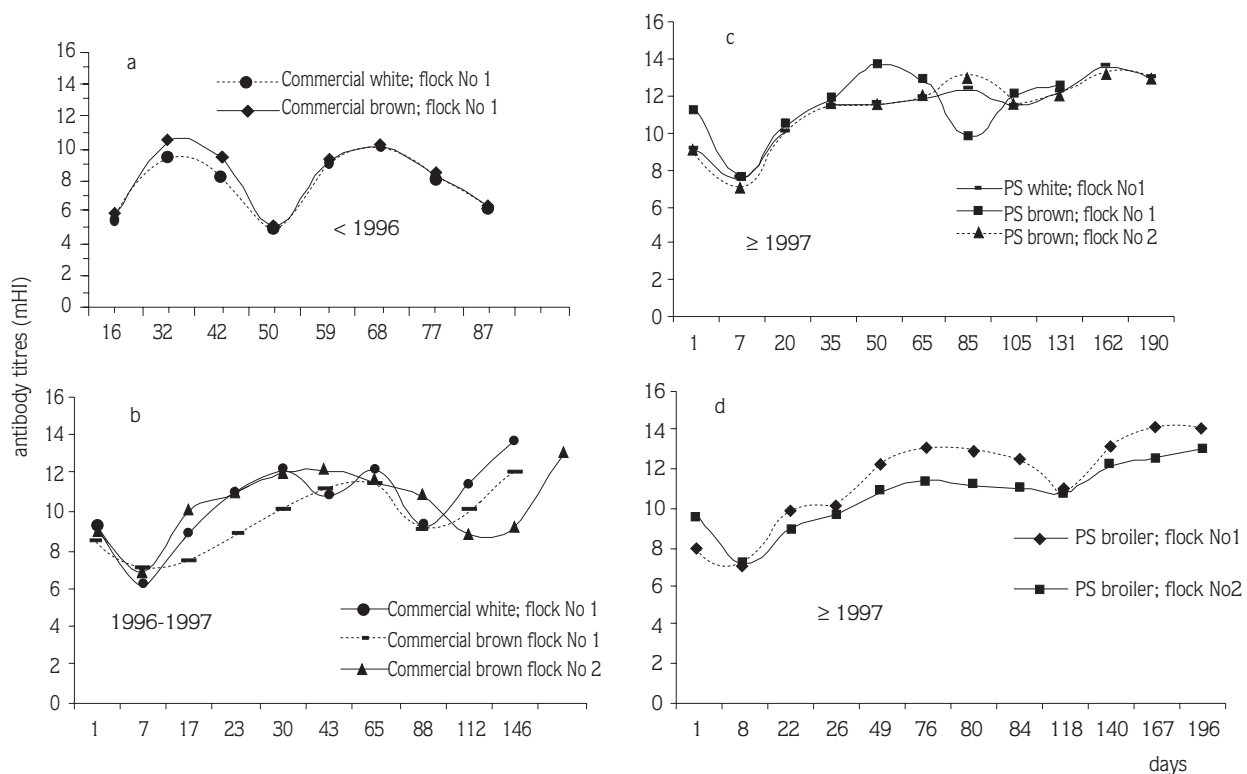 antibody titres (mHI)
16
14
12
10
8
6
4
2
0
a
Commercial white; flock No 1
Commercial brown; flock No 1
< 1996
16 32 42 50 59 68 77 87
16
14
12
10
8
6
4
2
0
b
1996-1997
Commercial white; flock No 1
Commercial brown flock No 1
Commercial brown flock No 2
1 7 17 23 30 43 65 88 112 146
16
14
12
10
8
6
4
2
0
c
PS white; flock No1
PS brown; flock No 1
PS brown; flock No 2
≥ 1997
1 7 20 35 50 65 85 105 131 162 190
16
14
12
10
8
6
4
2
0
d
PS broiler; flock No1
PS broiler; flock No2
≥ 1997
1 8 22 26 49 76 80 84 118 140 167 196
days